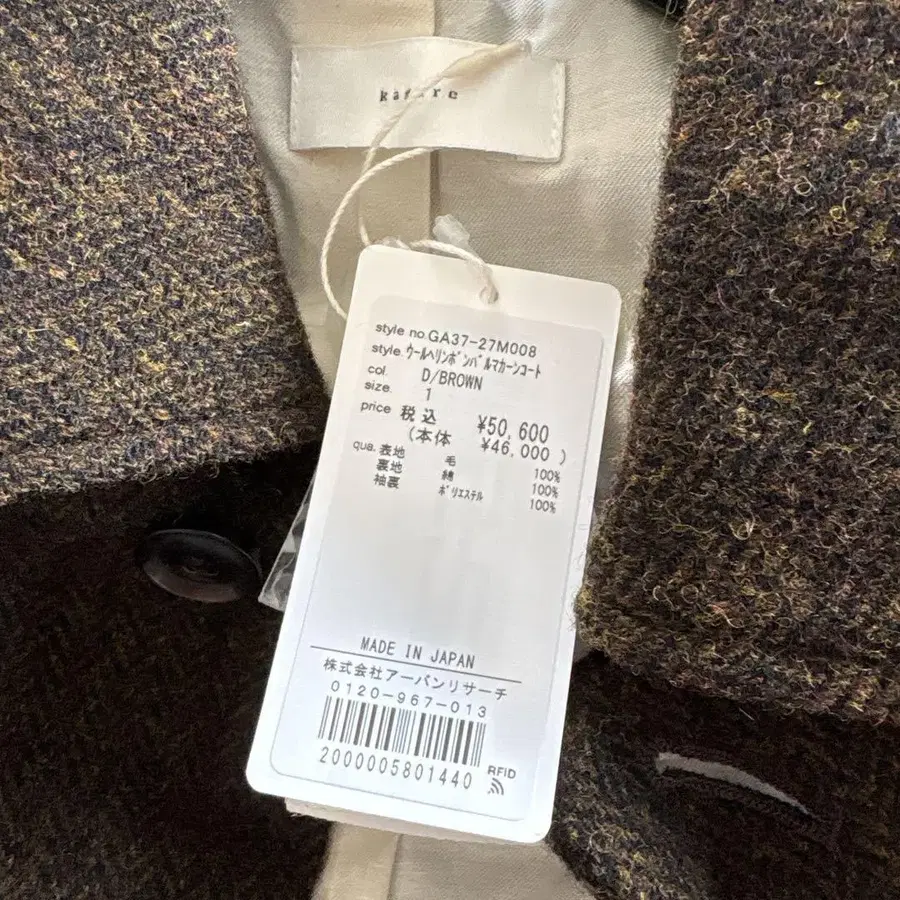 style no.GA37-27M008
style.ｳｰﾙﾍﾘﾝﾎﾞﾝﾊﾞﾙﾏｶｰﾝｺｰﾄ
col. D/BROWN
size. 1
price 税込 ¥50,600
(本体 ¥46,000 )
qua. 表地 毛 100%
裏地 綿 100%
袖裏 ﾎﾟﾘｴｽﾃﾙ 100%
MADE IN JAPAN
株式会社アーバンリサーチ
0120-967-013
2000005801440
RFID